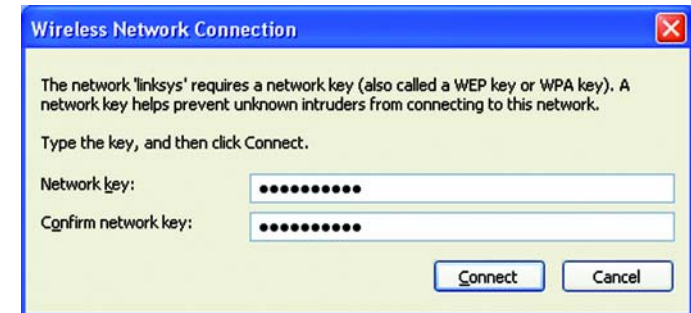 Wireless Network Connection
The network 'linksys' requires a network key (also called a WEP key or WPA key). A
network key helps prevent unknown intruders from connecting to this network.
Type the key, and then click Connect.
Network key: ●●●●●●●●●●
Confirm network key: ●●●●●●●●●●
Connect Cancel